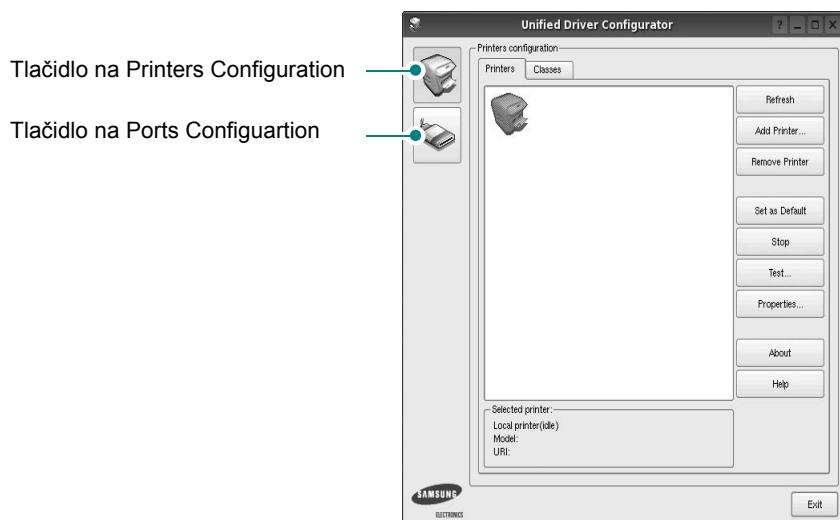 Unified Driver Configurator
Tlačidlo na Printers Configuration
Tlačidlo na Ports Configuartion
Printers configuration
Printers
Classes
Refresh
Add Printer...
Remove Printer
Set as Default
Stop
Test...
Properties...
About
Help
Selected printer:
Local printer(idle)
Model:
URI:
SAMSUNG
ELECTRONICS
Exit